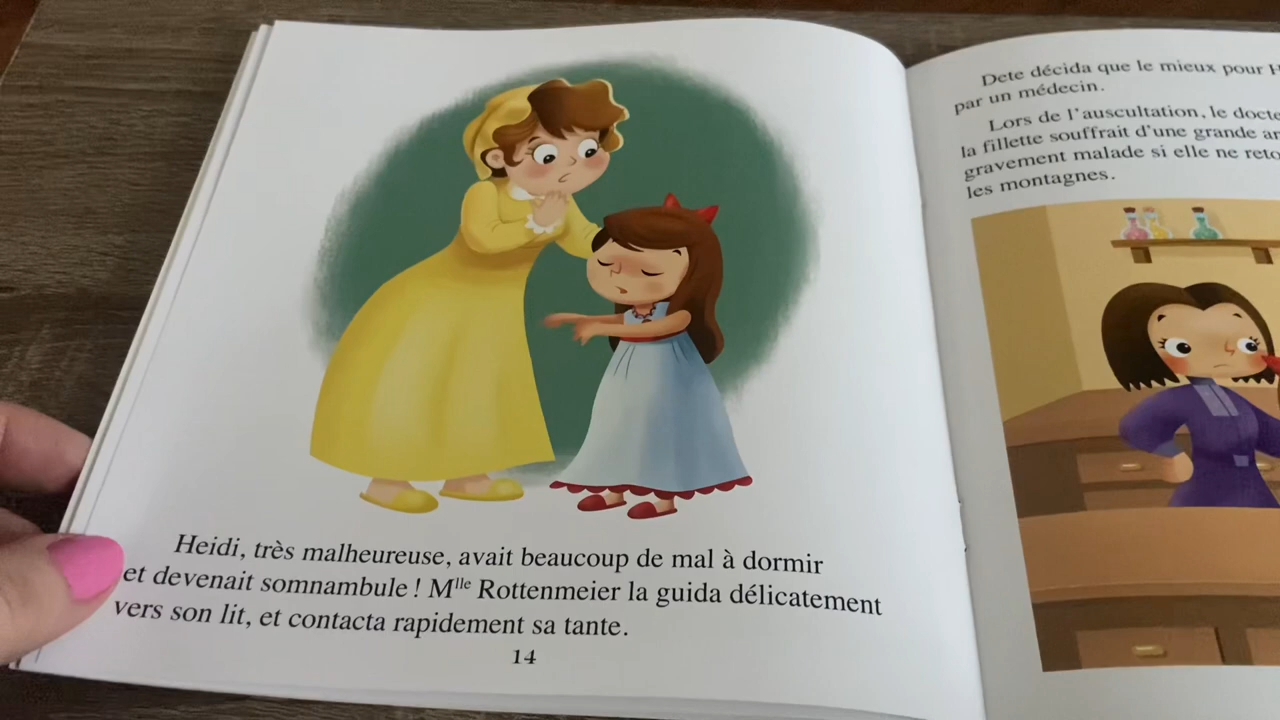 Heidi, très malheureuse, avait beaucoup de mal à dormir
et devenait somnambule ! Mlle Rottenmeier la guida délicatement
vers son lit, et contacta rapidement sa tante.
14
Dete décida que le mieux pour
par un médecin.
Lors de l'auscultation, le
la fillette souffrait d'une grande
gravement malade si elle ne
les montagnes.